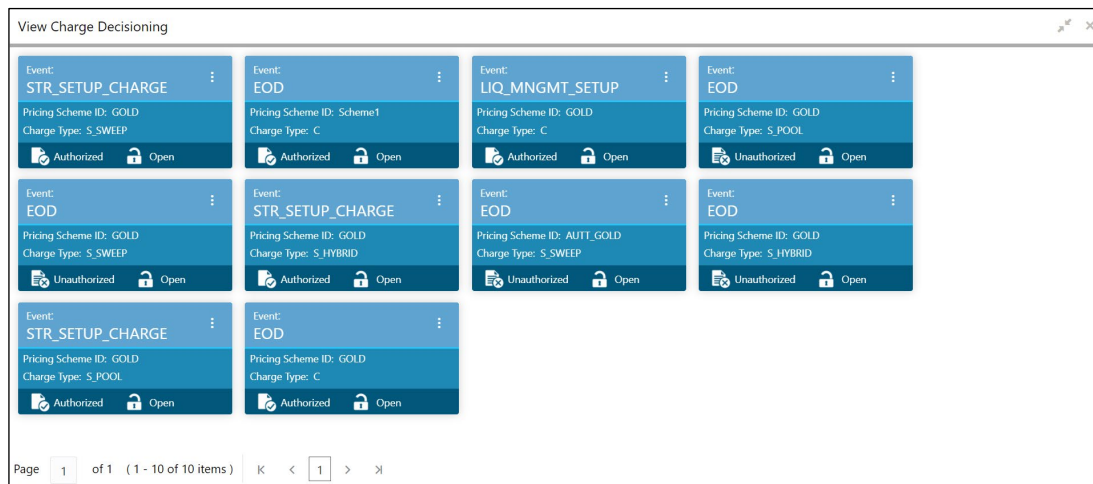 View Charge Decisioning
Event:
STR_SETUP_CHARGE
Pricing Scheme ID: GOLD
Charge Type: S_SWEEP
Authorized Open
Event:
EOD
Pricing Scheme ID: Scheme1
Charge Type: C
Authorized Open
Event:
LIQ_MNGMT_SETUP
Pricing Scheme ID: GOLD
Charge Type: C
Authorized Open
Event:
EOD
Pricing Scheme ID: GOLD
Charge Type: S_POOL
Unauthorized Open
Event:
EOD
Pricing Scheme ID: GOLD
Charge Type: S_SWEEP
Unauthorized Open
Event:
STR_SETUP_CHARGE
Pricing Scheme ID: GOLD
Charge Type: S_HYBRID
Authorized Open
Event:
EOD
Pricing Scheme ID: AUTT_GOLD
Charge Type: S_SWEEP
Unauthorized Open
Event:
EOD
Pricing Scheme ID: GOLD
Charge Type: S_HYBRID
Unauthorized Open
Event:
STR_SETUP_CHARGE
Pricing Scheme ID: GOLD
Charge Type: S_POOL
Authorized Open
Event:
EOD
Pricing Scheme ID: GOLD
Charge Type: C
Authorized Open
Page 1 of 1 ( 1 - 10 of 10 items ) 1